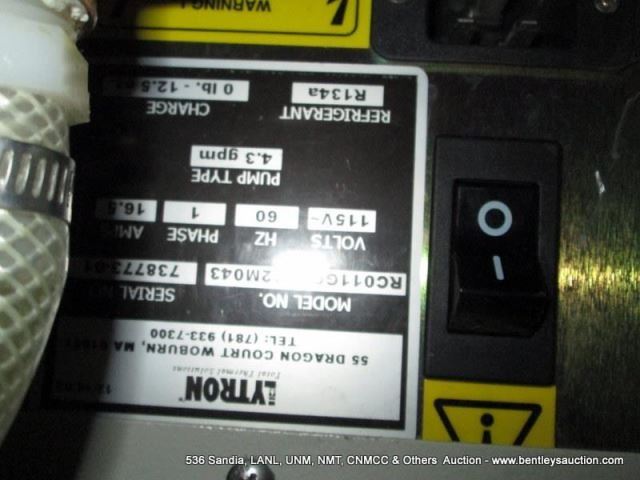 LYTRON
Total Thermal Solutions
55 DRAGON COURT WOBURN, MA
TEL: (781) 933-7300
MODEL NO. SERIAL
738773-01
VOLTS HZ PHASE AMPS
115V~ 60 1 16.5
PUMP TYPE
4.3 gpm
REFRIGERANT CHARGE
R134a 0 lb. - 12.5
WARNING
O
I
536 Sandia, LANL, UNM, NMT, CNMCC & Others Auction - www.bentleysauction.com